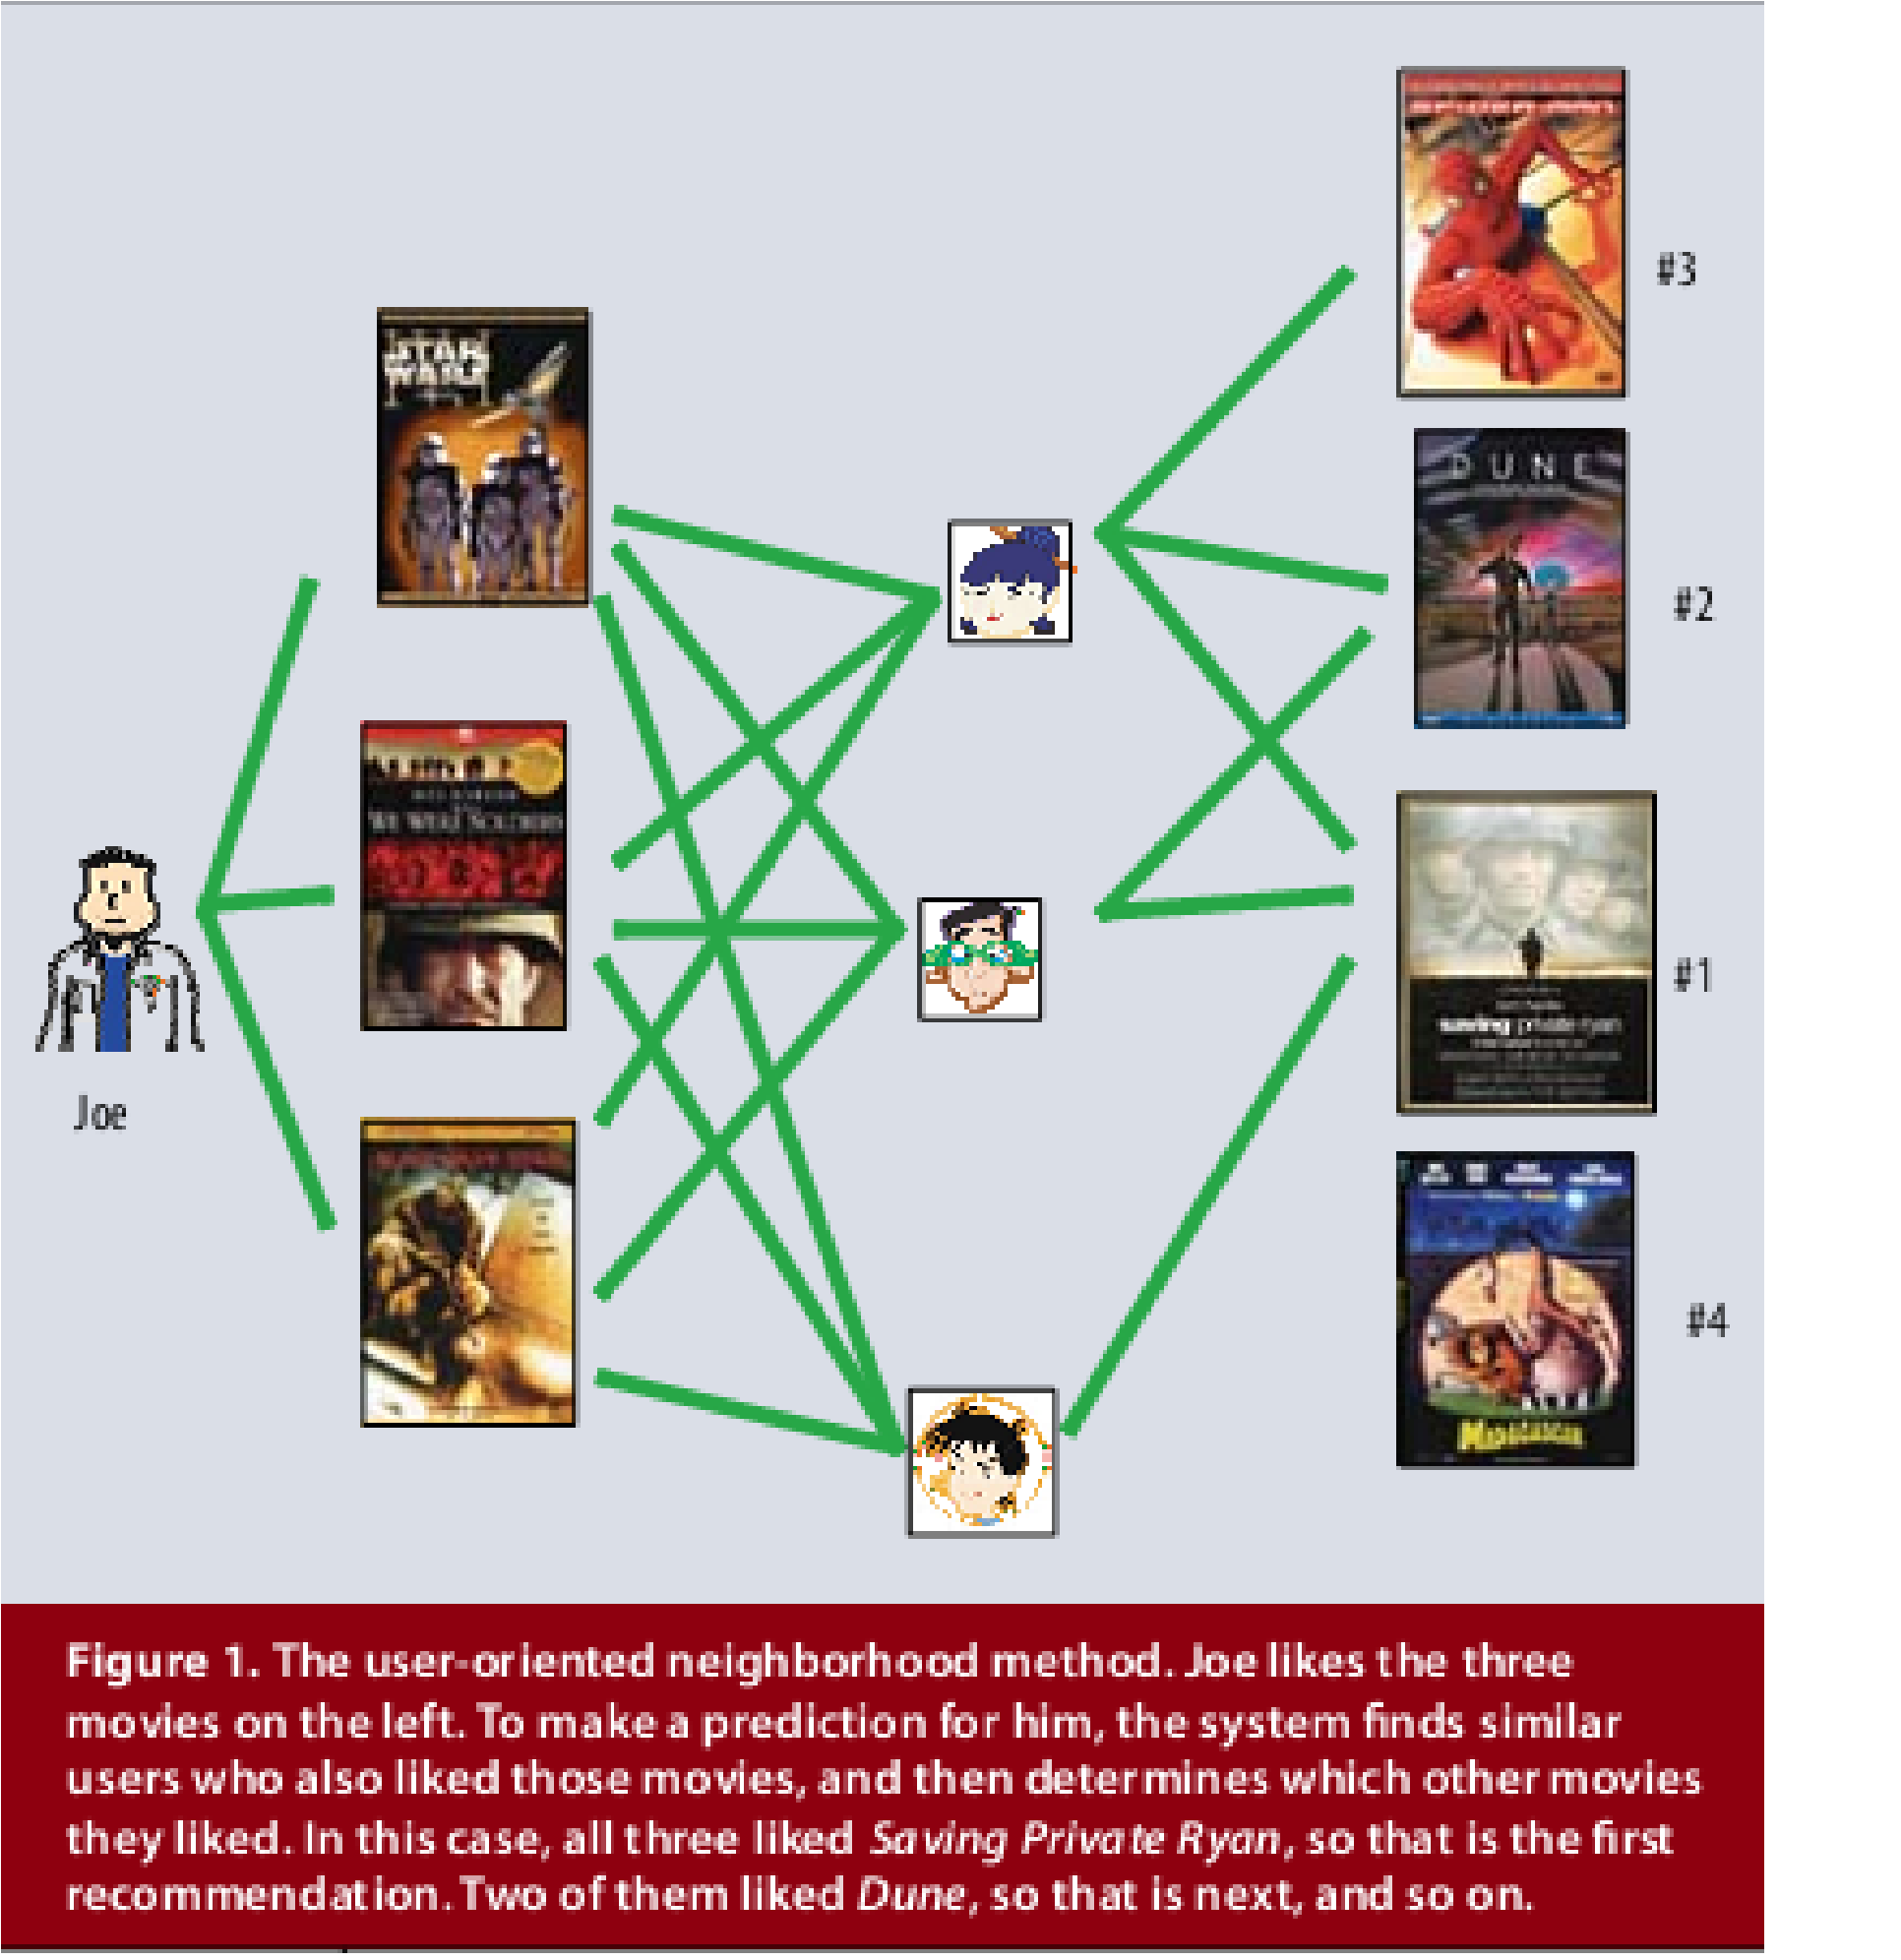 #3
STAR
WARS
DUNE
#2
WE WERE SOLDIERS
saving private ryan
#1
Joe
#4
MADAGASCAR
Figure 1. The user-oriented neighborhood method. Joe likes the three
movies on the left. To make a prediction for him, the system finds similar
users who also liked those movies, and then determines which other movies
they liked. In this case, all three liked Saving Private Ryan, so that is the first
recommendation. Two of them liked Dune, so that is next, and so on.